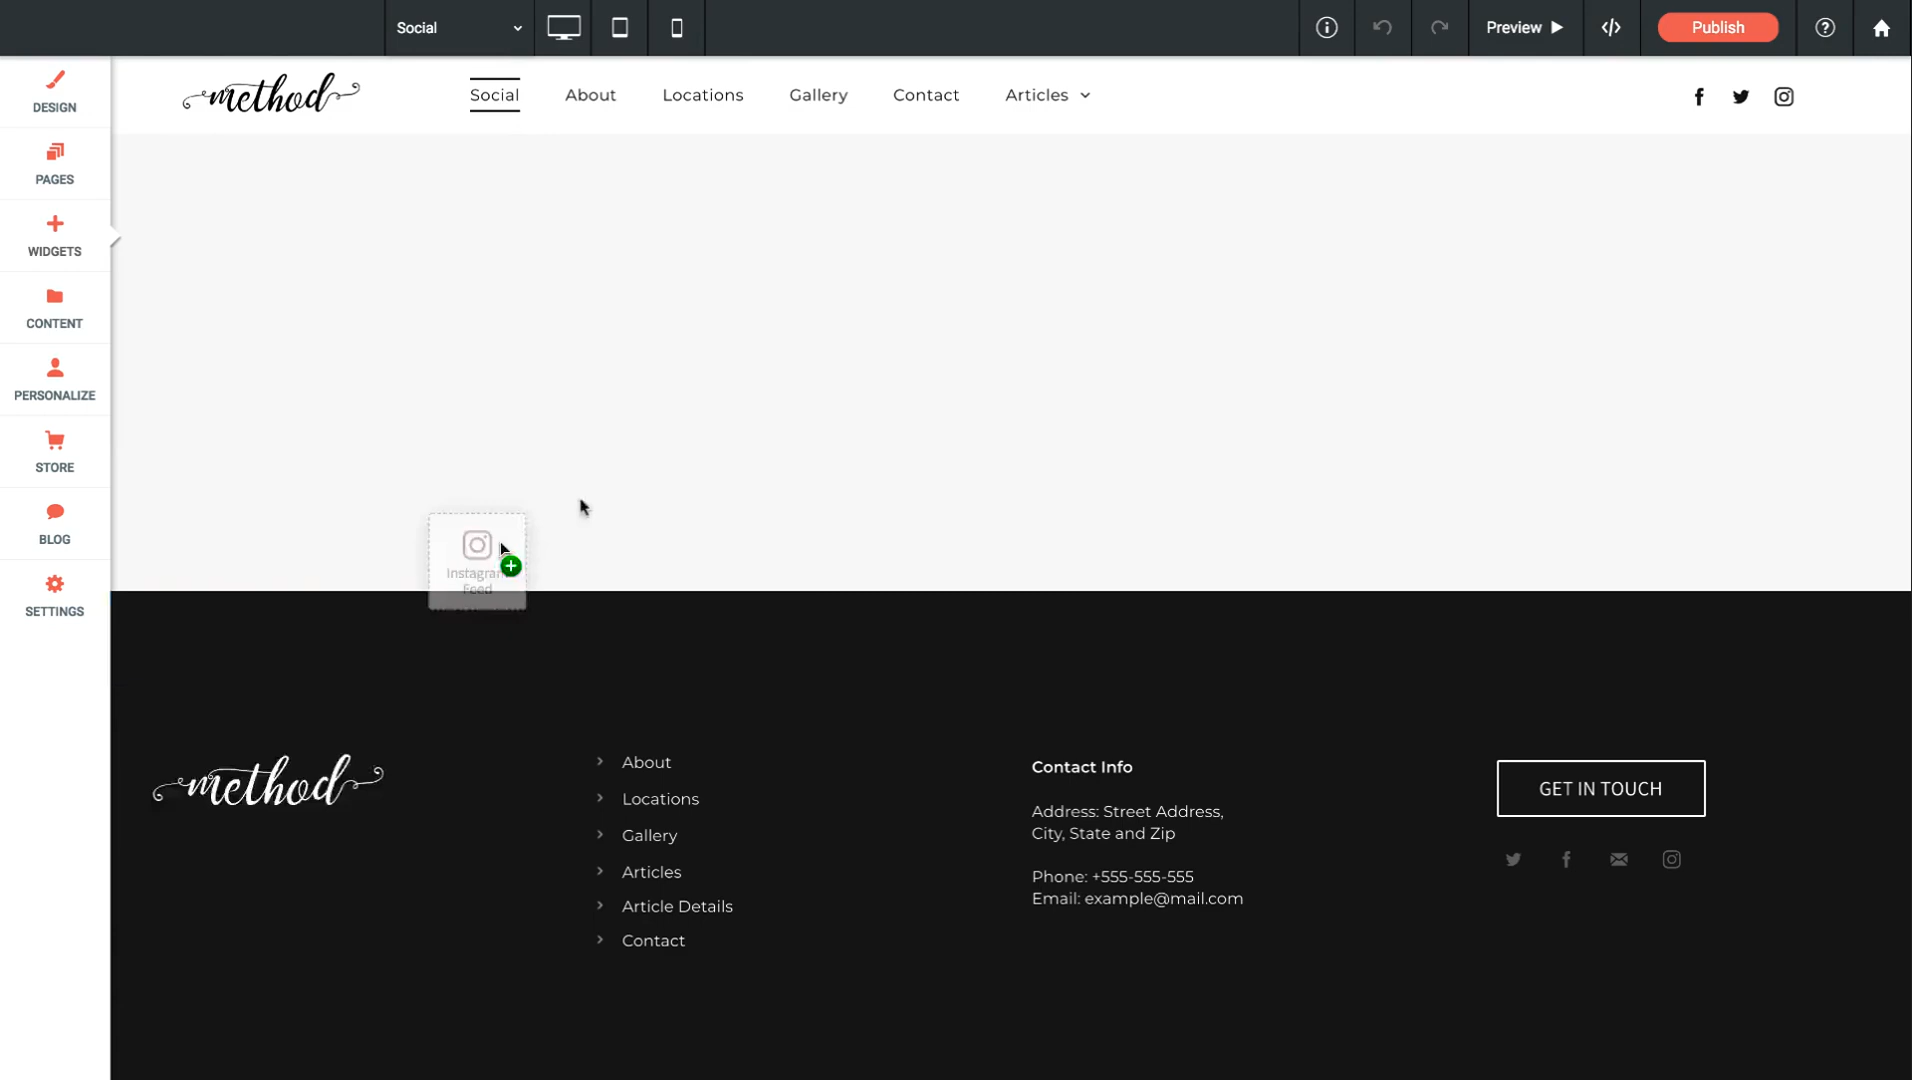 Social
Preview
Publish
DESIGN
PAGES
WIDGETS
CONTENT
PERSONALIZE
STORE
BLOG
SETTINGS
method
Social
About
Locations
Gallery
Contact
Articles
Instagram
Feed
method
About
Locations
Gallery
Articles
Article Details
Contact
Contact Info
Address: Street Address,
City, State and Zip
Phone: +555-555-555
Email: example@mail.com
GET IN TOUCH